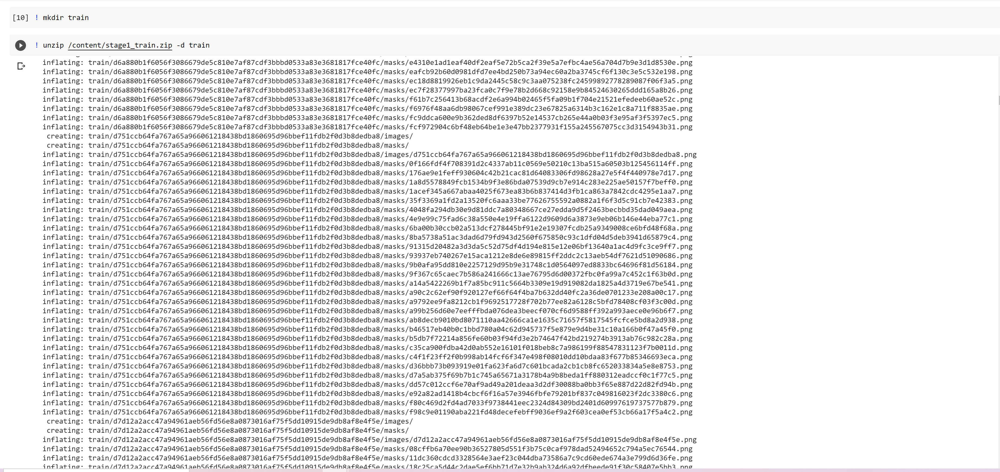 [10] ! mkdir train
! unzip /content/stage1_train.zip -d train
inflating: train/d6a880b1f6056f3086679de5c810e7af87cdf3bbbd0533a83e3681817fce40fc/masks/e4310e1ad1eaf40df2eaf5e72b5ca2f39e5a7efbc4ae56a704d7b9e3d1d8530e.png
inflating: train/d6a880b1f6056f3086679de5c810e7af87cdf3bbbd0533a83e3681817fce40fc/masks/eafcb92b60d0981dfd7ee4bd250b73a94ec60a2ba3745cf6f130c3e5c532e198.png
inflating: train/d6a880b1f6056f3086679de5c810e7af87cdf3bbbd0533a83e3681817fce40fc/masks/ec18d8819926eb1c9da2445c58c9c3aa075238fc24599892778289087f06f3a5.png
inflating: train/d6a880b1f6056f3086679de5c810e7af87cdf3bbbd0533a83e3681817fce40fc/masks/ec7f28377997ba23fca0c7f9e78b2d668c92158e9b84524630265ddd165a8b26.png
inflating: train/d6a880b1f6056f3086679de5c810e7af87cdf3bbbd0533a83e3681817fce40fc/masks/f61b7c256413b68acdf2e6a994b02465f5fa09b1f704e21521efedeeb60ae52c.png
inflating: train/d6a880b1f6056f3086679de5c810e7af87cdf3bbbd0533a83e3681817fce40fc/masks/f6976f48aa6db98067cef991e389dc23e67825a6314b3c162e1c8a711f8835ae.png
inflating: train/d6a880b1f6056f3086679de5c810e7af87cdf3bbbd0533a83e3681817fce40fc/masks/fc9ddca600e9b362ded8df6397b52e14537cb265e44a0b03f3e95af3f5397ec5.png
inflating: train/d6a880b1f6056f3086679de5c810e7af87cdf3bbbd0533a83e3681817fce40fc/masks/fcf972904c6bf48eb64be1e3e47bb2377931f155a245567075cc3d3154943b31.png
creating: train/d751ccb64fa767a65a966061218438bd1860695d96bbef11fdb2f0d3b8dedba8/images/
creating: train/d751ccb64fa767a65a966061218438bd1860695d96bbef11fdb2f0d3b8dedba8/masks/
inflating: train/d751ccb64fa767a65a966061218438bd1860695d96bbef11fdb2f0d3b8dedba8/images/d751ccb64fa767a65a966061218438bd1860695d96bbef11fdb2f0d3b8dedba8.png
inflating: train/d751ccb64fa767a65a966061218438bd1860695d96bbef11fdb2f0d3b8dedba8/masks/0f166fdf4f708391d2c4337ab11c0569e50210c13ba515a60503b125456114ff.png
inflating: train/d751ccb64fa767a65a966061218438bd1860695d96bbef11fdb2f0d3b8dedba8/masks/176ae9e1feff930604c42b21cac81d64083306fd98628a27e5f4f440978e7d17.png
inflating: train/d751ccb64fa767a65a966061218438bd1860695d96bbef11fdb2f0d3b8dedba8/masks/1a8d5578849fcb1534b9f3e86bda07539d9cb7e914c283e225ae50157f7beff0.png
inflating: train/d751ccb64fa767a65a966061218438bd1860695d96bbef11fdb2f0d3b8dedba8/masks/1acef345a667abaa4025f673ea83b6b837414d3fb1ca863a7842cdc4295e1aa7.png
inflating: train/d751ccb64fa767a65a966061218438bd1860695d96bbef11fdb2f0d3b8dedba8/masks/35f3369a1fd2a13520fc6aaa33be77626755592a0882a1f6f3d5c91cb7e42383.png
inflating: train/d751ccb64fa767a65a966061218438bd1860695d96bbef11fdb2f0d3b8dedba8/masks/4048fa294db30e9d81ddc7a80348667ce27edda9d5f2463becbbd35dad049aea.png
inflating: train/d751ccb64fa767a65a966061218438bd1860695d96bbef11fdb2f0d3b8dedba8/masks/4e9e99c75fad6c38a550e4e19ffa6122d9609d6a3873e9eb06b146e44eba77c1.png
inflating: train/d751ccb64fa767a65a966061218438bd1860695d96bbef11fdb2f0d3b8dedba8/masks/6ba00b30ccb02a513dcf278445bf91e2e19307fcdb25a9349008ce6bfd48f68a.png
inflating: train/d751ccb64fa767a65a966061218438bd1860695d96bbef11fdb2f0d3b8dedba8/masks/8ba5738a51ac3dad6d79fd943d2560f675850c93c1dfd04d5deb3941d65879c4.png
inflating: train/d751ccb64fa767a65a966061218438bd1860695d96bbef11fdb2f0d3b8dedba8/masks/91315d20482a3d3da5c52d75df4d194e815e12e06bf13640a1ac4d9fc3ce9ff7.png
inflating: train/d751ccb64fa767a65a966061218438bd1860695d96bbef11fdb2f0d3b8dedba8/masks/93937eb740267e15aca1212e8de6e89815ff2ddc2c13aeb54df7621d51090686.png
inflating: train/d751ccb64fa767a65a966061218438bd1860695d96bbef11fdb2f0d3b8dedba8/masks/9b0afa95dd810e2257129d95b9e31748c1d0564097ed8833bc64696f81d56184.png
inflating: train/d751ccb64fa767a65a966061218438bd1860695d96bbef11fdb2f0d3b8dedba8/masks/9f367c65caec7b586a241666c13ae76795d6d00372fbc0fa99a7c452c1f63b0d.png
inflating: train/d751ccb64fa767a65a966061218438bd1860695d96bbef11fdb2f0d3b8dedba8/masks/a14a5422269b1f7a85bc911c5664b3309e19d919082da1825a4d3719e67be541.png
inflating: train/d751ccb64fa767a65a966061218438bd1860695d96bbef11fdb2f0d3b8dedba8/masks/a90c2c62ef90f920127ef66f64f4ba7b632dd40fc2a36de0701233e208a00c17.png
inflating: train/d751ccb64fa767a65a966061218438bd1860695d96bbef11fdb2f0d3b8dedba8/masks/a9792ee9fa8212cb1f9692517728f702b77ee82a6128c5bfd78408cf03f3c00d.png
inflating: train/d751ccb64fa767a65a966061218438bd1860695d96bbef11fdb2f0d3b8dedba8/masks/a99b256d60e7eefffbda076dea3beecf070cf6d9588ff392a993aece0e96b6f7.png
inflating: train/d751ccb64fa767a65a966061218438bd1860695d96bbef11fdb2f0d3b8dedba8/masks/ab8decb9010bd8071110aa42666ca1e1635c71657f5817545fcfce5bd8a2d938.png
inflating: train/d751ccb64fa767a65a966061218438bd1860695d96bbef11fdb2f0d3b8dedba8/masks/b46517eb40b0c1bbd780a04c62d945737f5e879e9d4be31c10a166b0f47a45f0.png
inflating: train/d751ccb64fa767a65a966061218438bd1860695d96bbef11fdb2f0d3b8dedba8/masks/b5db7f72214a856fe60b03f94fd3e2b74647f42bd219274b3913ab76c982c28a.png
inflating: train/d751ccb64fa767a65a966061218438bd1860695d96bbef11fdb2f0d3b8dedba8/masks/c35ca900fdba42d0ab552e16101f018beb8c7a986199f88547831123f7b0011d.png
inflating: train/d751ccb64fa767a65a966061218438bd1860695d96bbef11fdb2f0d3b8dedba8/masks/c4f1f23ff2f0b998ab14fcf6f347e498f08010dd10bdaa83f677b85346693eca.png
inflating: train/d751ccb64fa767a65a966061218438bd1860695d96bbef11fdb2f0d3b8dedba8/masks/d36bbb73b093919e01fa623fa6d7c601bcada2cb1cb8fc652033834a5e8e8753.png
inflating: train/d751ccb64fa767a65a966061218438bd1860695d96bbef11fdb2f0d3b8dedba8/masks/d7a5ab375f69b7b1c745a65671a3178b4a9b8beda1ff880312eadccf0c1f77c5.png
inflating: train/d751ccb64fa767a65a966061218438bd1860695d96bbef11fdb2f0d3b8dedba8/masks/dd57c012ccf6e70af9ad49a201deaa3d2df30088ba0bb3f65e887d22d82fd94b.png
inflating: train/d751ccb64fa767a65a966061218438bd1860695d96bbef11fdb2f0d3b8dedba8/masks/e92a82ad1418b4cbcf6f16a57e3946fbfe79201bf837c049816023f2dc3380c6.png
inflating: train/d751ccb64fa767a65a966061218438bd1860695d96bbef11fdb2f0d3b8dedba8/masks/f80c469d2fd4ad7033f9738441eec2324d84309bd2401d60997619737577b879.png
inflating: train/d751ccb64fa767a65a966061218438bd1860695d96bbef11fdb2f0d3b8dedba8/masks/f98c9e01190aba221fd48decefebff9036ef9a2f603cea0ef53cb66a17f5a4c2.png
creating: train/d7d12a2acc47a94961aeb56fd56e8a0873016af75f5dd10915de9db8af8e4f5e/images/
creating: train/d7d12a2acc47a94961aeb56fd56e8a0873016af75f5dd10915de9db8af8e4f5e/masks/
inflating: train/d7d12a2acc47a94961aeb56fd56e8a0873016af75f5dd10915de9db8af8e4f5e/images/d7d12a2acc47a94961aeb56fd56e8a0873016af75f5dd10915de9db8af8e4f5e.png
inflating: train/d7d12a2acc47a94961aeb56fd56e8a0873016af75f5dd10915de9db8af8e4f5e/masks/08cffb6a70ee90b36527805d551f3b75c0caf978dad52494652c794a5ec76544.png
inflating: train/d7d12a2acc47a94961aeb56fd56e8a0873016af75f5dd10915de9db8af8e4f5e/masks/11dc360cdcd3328564e3aef23c044dba73586a7c9cd60ede674a3e799d6d36fe.png
inflating: train/d7d12a2acc47a94961aeb56fd56e8a0873016af75f5dd10915de9db8af8e4f5e/masks/18c25ca5d44c2dae5ef6bb71d7e32b9ab324d6a92dfbeede91f30c58407e5bb3.png